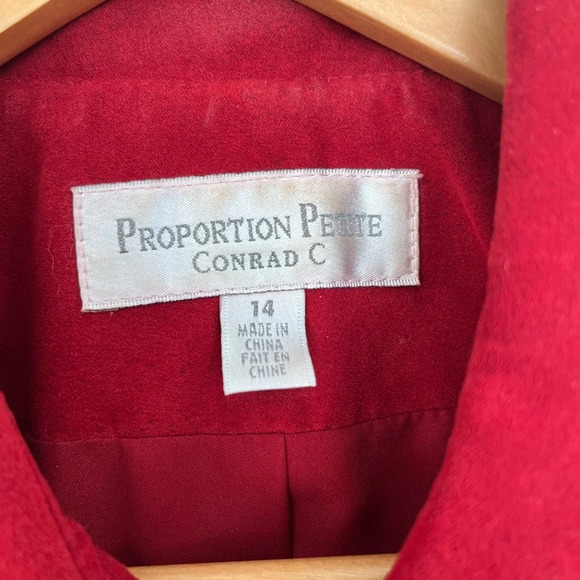 PROPORTION PETITE
CONRAD C
14
MADE IN
CHINA
FAIT EN
CHINE